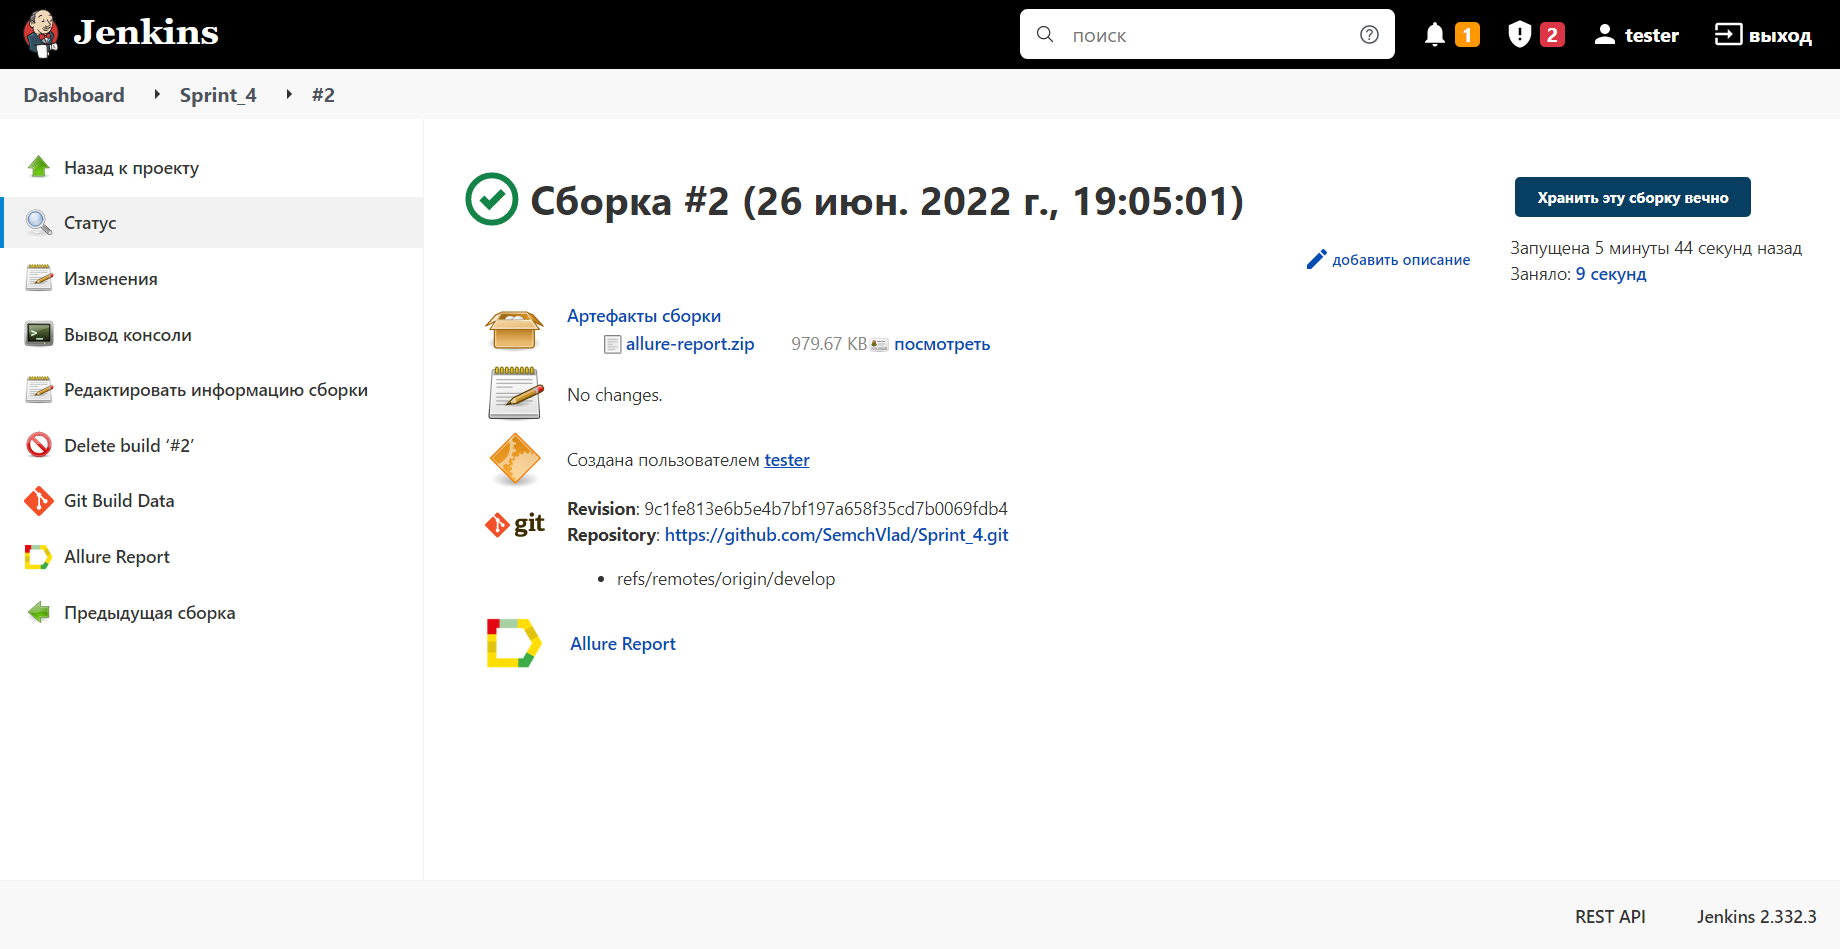 Jenkins
поиск
1
2
tester
выход
Dashboard
Sprint_4
#2
Назад к проекту
Статус
Изменения
Вывод консоли
Редактировать информацию сборки
Delete build ‘#2’
Git Build Data
Allure Report
Предыдущая сборка
Сборка #2 (26 июн. 2022 г., 19:05:01)
Хранить эту сборку вечно
добавить описание
Запущена 5 минуты 44 секунд назад
Заняло: 9 секунд
Артефакты сборки
allure-report.zip 979.67 KB посмотреть
No changes.
Создана пользователем tester
git
Revision: 9c1fe813e6b5e4b7bf197a658f35cd7b0069fdb4
Repository: https://github.com/SemchVlad/Sprint_4.git
refs/remotes/origin/develop
Allure Report
REST API
Jenkins 2.332.3